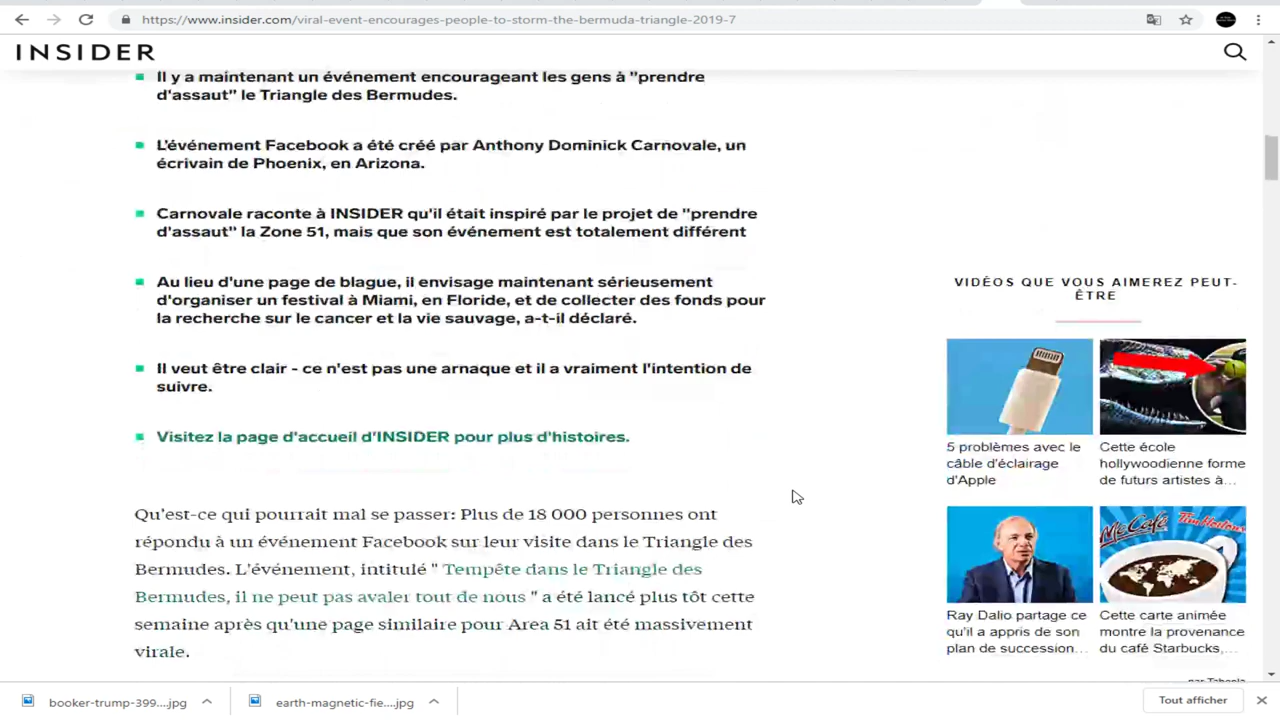 https://www.insider.com/viral-event-encourages-people-to-storm-the-bermuda-triangle-2019-7
INSIDER
Il y a maintenant un événement encourageant les gens à "prendre
d'assaut" le Triangle des Bermudes.
L'événement Facebook a été créé par Anthony Dominick Carnovale, un
écrivain de Phoenix, en Arizona.
Carnovale raconte à INSIDER qu'il était inspiré par le projet de "prendre
d'assaut" la Zone 51, mais que son événement est totalement différent
Au lieu d'une page de blague, il envisage maintenant sérieusement
d'organiser un festival à Miami, en Floride, et de collecter des fonds pour
la recherche sur le cancer et la vie sauvage, a-t-il déclaré.
Il veut être clair - ce n'est pas une arnaque et il a vraiment l'intention de
suivre.
Visitez la page d'accueil d'INSIDER pour plus d'histoires.
Qu'est-ce qui pourrait mal se passer: Plus de 18 000 personnes ont
répondu à un événement Facebook sur leur visite dans le Triangle des
Bermudes. L'événement, intitulé " Tempête dans le Triangle des
Bermudes, il ne peut pas avaler tout de nous " a été lancé plus tôt cette
semaine après qu'une page similaire pour Area 51 ait été massivement
virale.
VIDÉOS QUE VOUS AIMEREZ PEUT-
ÊTRE
5 problèmes avec le
câble d'éclairage
d'Apple
Cette école
hollywoodienne forme
de futurs artistes à...
McCafé
Tim Hortons
Ray Dalio partage ce
qu'il a appris de son
plan de succession...
Cette carte animée
montre la provenance
du café Starbucks,...
par Taboola
booker-trump-399....jpg
earth-magnetic-fie....jpg
Tout afficher